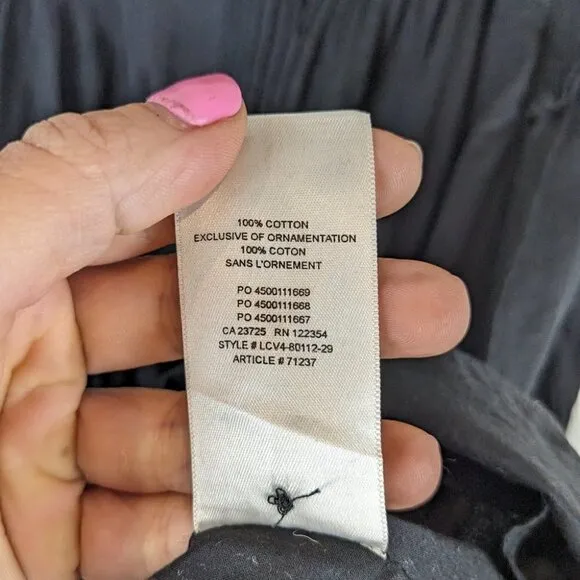 100% COTTON
EXCLUSIVE OF ORNAMENTATION
100% COTON
SANS L'ORNEMENT
PO 4500111669
PO 4500111668
PO 4500111667
CA 23725 RN 122354
STYLE # LCV4-80112-29
ARTICLE # 71237